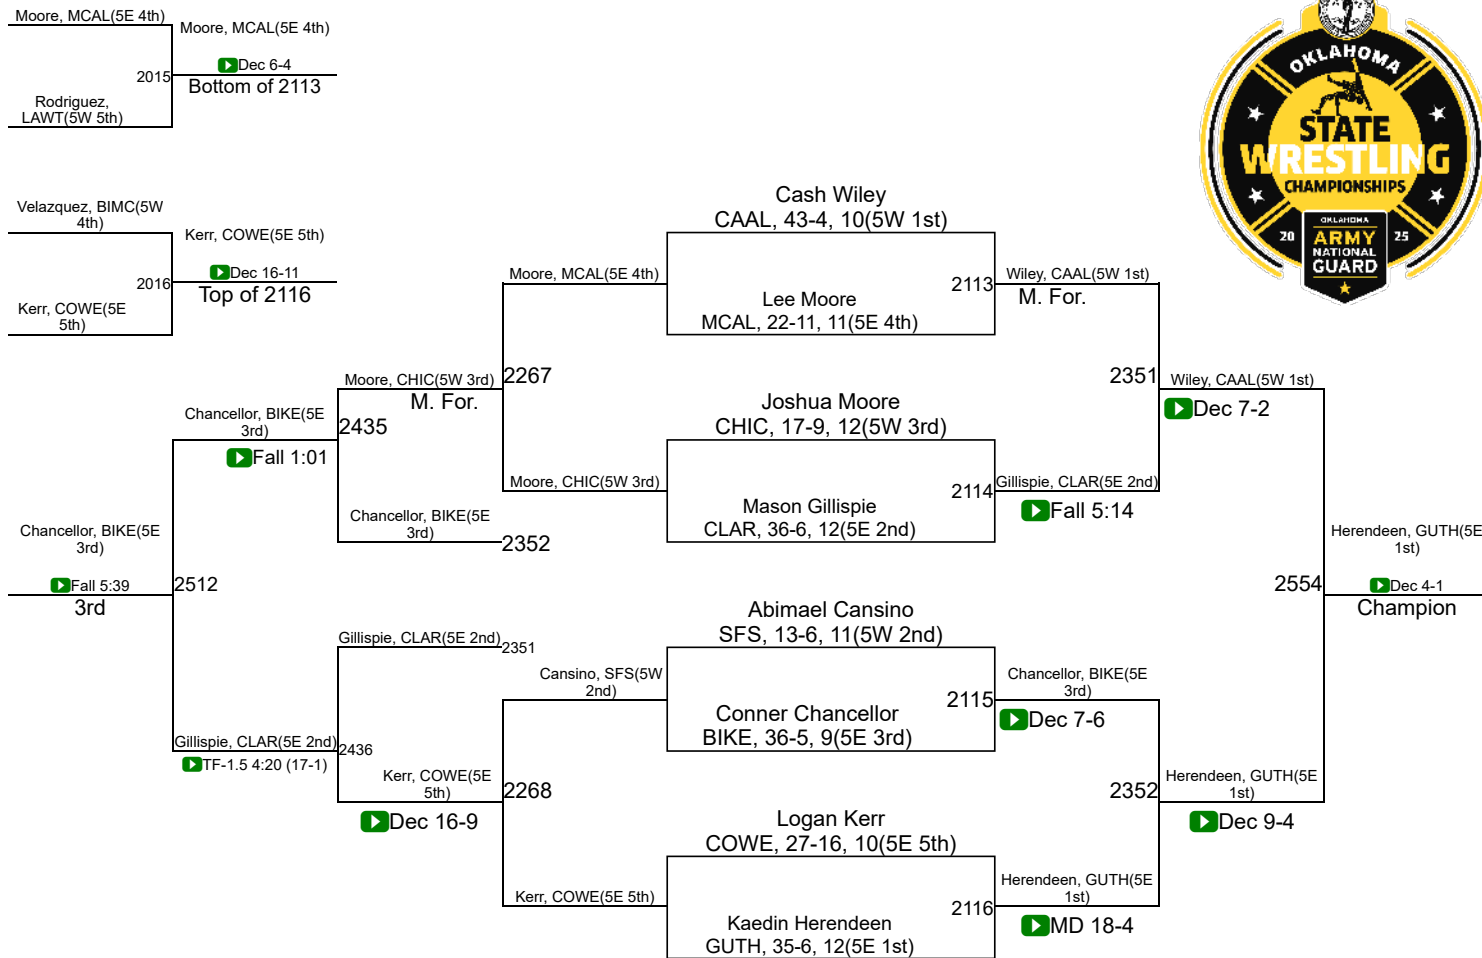 Moore, MCAL(5E 4th)
Moore, MCAL(5E 4th)
2015
Dec 6-4
Bottom of 2113
Rodriguez,
LAWT(5W 5th)
Velazquez, BIMC(5W
4th)
Kerr, COWE(5E 5th)
2016
Dec 16-11
Top of 2116
Kerr, COWE(5E
5th)
OKLAHOMA
STATE
WRESTLING
CHAMPIONSHIPS
OKLAHOMA
20
ARMY
25
NATIONAL
GUARD
Cash Wiley
CAAL, 43-4, 10(5W 1st)
Moore, MCAL(5E 4th)
2113
Wiley, CAAL(5W 1st)
M. For.
Lee Moore
MCAL, 22-11, 11(5E 4th)
Moore, CHIC(5W 3rd)
M. For.
2267
2351
Wiley, CAAL(5W 1st)
Dec 7-2
Chancellor, BIKE(5E
3rd)
2435
Fall 1:01
Joshua Moore
CHIC, 17-9, 12(5W 3rd)
Moore, CHIC(5W 3rd)
2114
Gillispie, CLAR(5E 2nd)
Fall 5:14
Mason Gillispie
CLAR, 36-6, 12(5E 2nd)
Chancellor, BIKE(5E
3rd)
2352
Chancellor, BIKE(5E
3rd)
Fall 5:39
3rd
2512
Herendeen, GUTH(5E
1st)
2554
Dec 4-1
Champion
Abimael Cansino
SFS, 13-6, 11(5W 2nd)
Gillispie, CLAR(5E 2nd)
2351
Cansino, SFS(5W
2nd)
2115
Chancellor, BIKE(5E
3rd)
Dec 7-6
Conner Chancellor
BIKE, 36-5, 9(5E 3rd)
Gillispie, CLAR(5E 2nd)
2436
TF-1.5 4:20 (17-1)
Kerr, COWE(5E
5th)
2268
Dec 16-9
2352
Herendeen, GUTH(5E
1st)
Dec 9-4
Logan Kerr
COWE, 27-16, 10(5E 5th)
Kerr, COWE(5E 5th)
2116
Herendeen, GUTH(5E
1st)
MD 18-4
Kaedin Herendeen
GUTH, 35-6, 12(5E 1st)